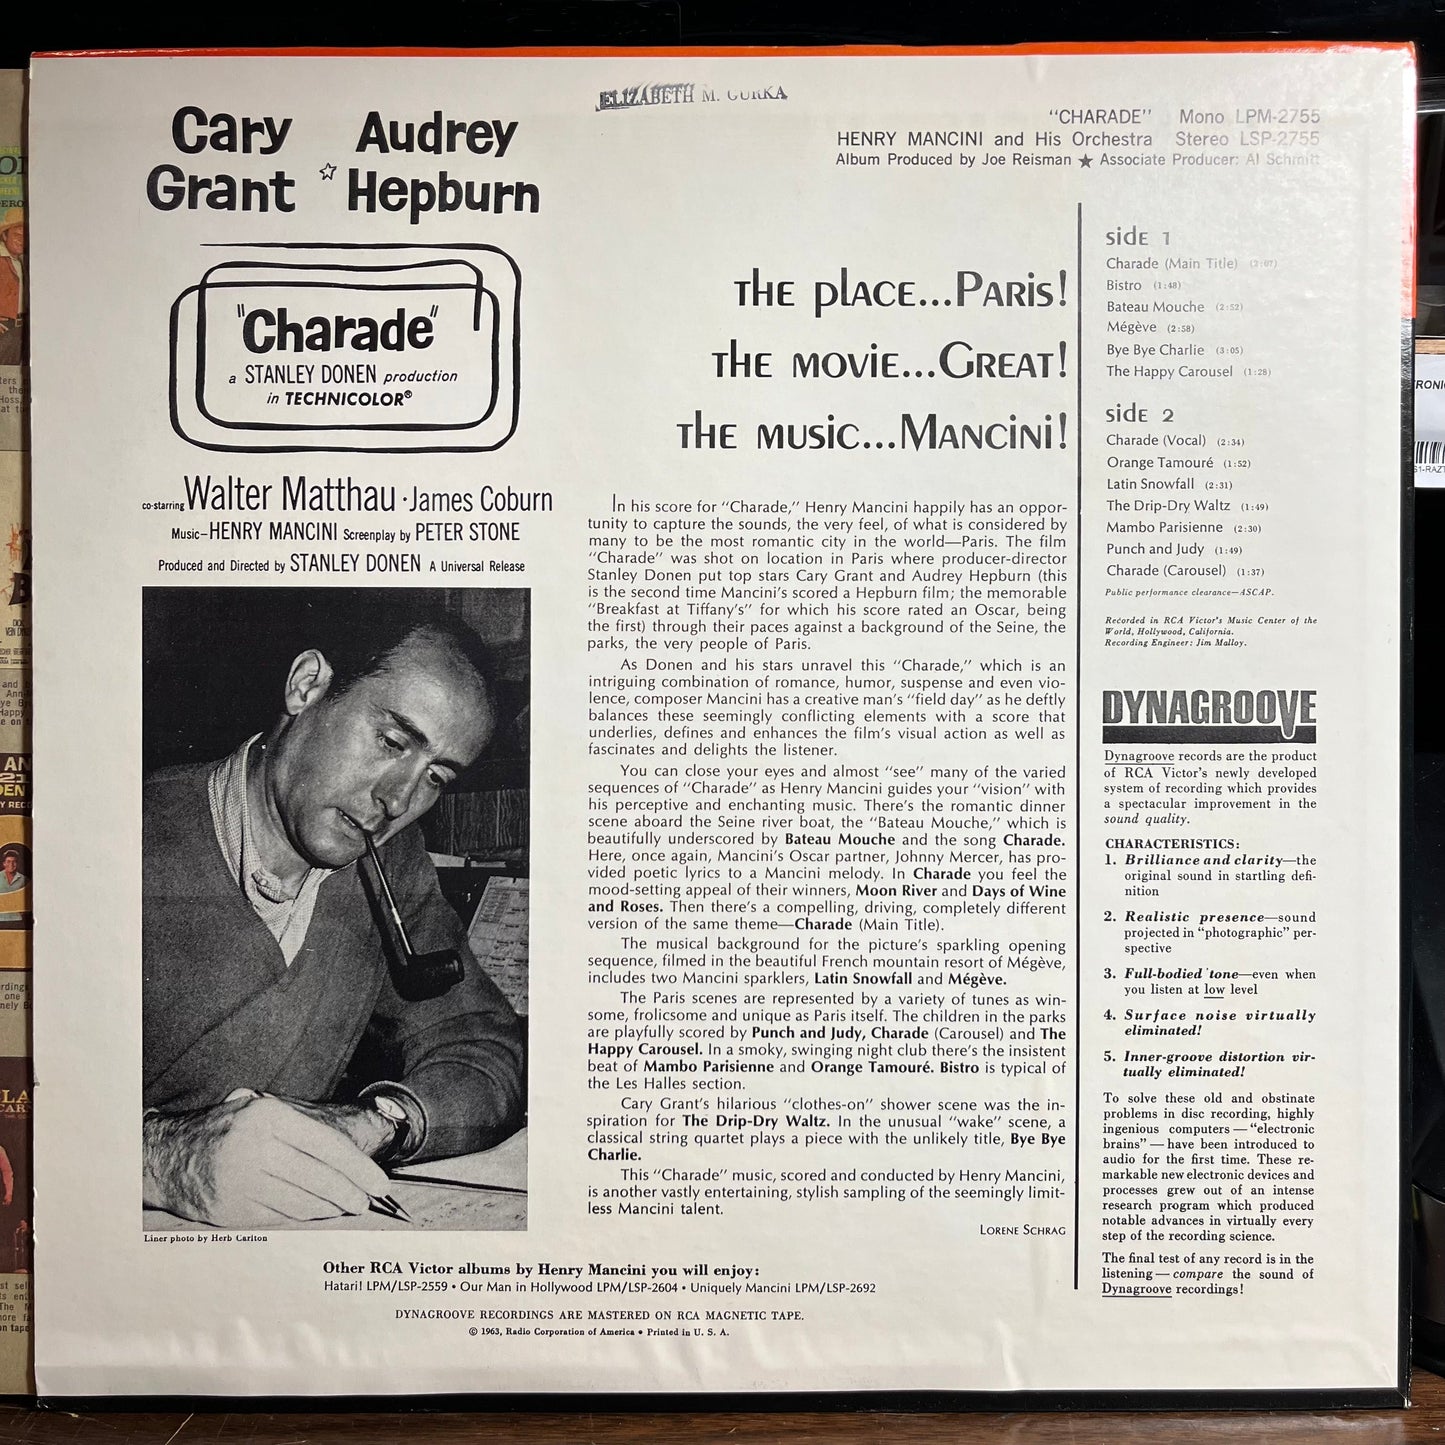 ELIZABETH M. GURKA
Cary Audrey
Grant ☆ Hepburn
"Charade"
a STANLEY DONEN production
in TECHNICOLOR®
co-starring Walter Matthau · James Coburn
Music–HENRY MANCINI Screenplay by PETER STONE
Produced and Directed by STANLEY DONEN A Universal Release
Liner photo by Herb Carlton
"CHARADE" Mono LPM-2755
HENRY MANCINI and His Orchestra Stereo LSP-2755
Album Produced by Joe Reisman ★ Associate Producer: Al Schmitt
THE PLACE...PARIS!
THE MOVIE...GREAT!
THE MUSIC...MANCINI!
In his score for "Charade," Henry Mancini happily has an oppor-
tunity to capture the sounds, the very feel, of what is considered by
many to be the most romantic city in the world—Paris. The film
"Charade" was shot on location in Paris where producer-director
Stanley Donen put top stars Cary Grant and Audrey Hepburn (this
is the second time Mancini's scored a Hepburn film; the memorable
"Breakfast at Tiffany's" for which his score rated an Oscar, being
the first) through their paces against a background of the Seine, the
parks, the very people of Paris.
As Donen and his stars unravel this "Charade," which is an
intriguing combination of romance, humor, suspense and even vio-
lence, composer Mancini has a creative man's "field day" as he deftly
balances these seemingly conflicting elements with a score that
underlies, defines and enhances the film's visual action as well as
fascinates and delights the listener.
You can close your eyes and almost "see" many of the varied
sequences of "Charade" as Henry Mancini guides your "vision" with
his perceptive and enchanting music. There's the romantic dinner
scene aboard the Seine river boat, the "Bateau Mouche," which is
beautifully underscored by Bateau Mouche and the song Charade.
Here, once again, Mancini's Oscar partner, Johnny Mercer, has pro-
vided poetic lyrics to a Mancini melody. In Charade you feel the
mood-setting appeal of their winners, Moon River and Days of Wine
and Roses. Then there's a compelling, driving, completely different
version of the same theme—Charade (Main Title).
The musical background for the picture's sparkling opening
sequence, filmed in the beautiful French mountain resort of Mégève,
includes two Mancini sparklers, Latin Snowfall and Mégève.
The Paris scenes are represented by a variety of tunes as win-
some, frolicsome and unique as Paris itself. The children in the parks
are playfully scored by Punch and Judy, Charade (Carousel) and The
Happy Carousel. In a smoky, swinging night club there's the insistent
beat of Mambo Parisienne and Orange Tamouré. Bistro is typical of
the Les Halles section.
Cary Grant's hilarious "clothes-on" shower scene was the in-
spiration for The Drip-Dry Waltz. In the unusual "wake" scene, a
classical string quartet plays a piece with the unlikely title, Bye Bye
Charlie.
This "Charade" music, scored and conducted by Henry Mancini,
is another vastly entertaining, stylish sampling of the seemingly limit-
less Mancini talent.
LORENE SCHRAG
side 1
Charade (Main Title) (2:07)
Bistro (1:48)
Bateau Mouche (2:52)
Mégève (2:58)
Bye Bye Charlie (3:05)
The Happy Carousel (1:28)
side 2
Charade (Vocal) (2:34)
Orange Tamouré (1:52)
Latin Snowfall (2:31)
The Drip-Dry Waltz (1:49)
Mambo Parisienne (2:30)
Punch and Judy (1:49)
Charade (Carousel) (1:37)
Public performance clearance—ASCAP.
Recorded in RCA Victor's Music Center of the
World, Hollywood, California.
Recording Engineer: Jim Malloy.
DYNAGROOVE
Dynagroove records are the product
of RCA Victor's newly developed
system of recording which provides
a spectacular improvement in the
sound quality.
CHARACTERISTICS:
1. Brilliance and clarity—the
original sound in startling defi-
nition
2. Realistic presence—sound
projected in "photographic" per-
spective
3. Full-bodied tone—even when
you listen at low level
4. Surface noise virtually
eliminated!
5. Inner-groove distortion vir-
tually eliminated!
To solve these old and obstinate
problems in disc recording, highly
ingenious computers—"electronic
brains"—have been introduced to
audio for the first time. These re-
markable new electronic devices and
processes grew out of an intense
research program which produced
notable advances in virtually every
step of the recording science.
The final test of any record is in the
listening—compare the sound of
Dynagroove recordings!
Other RCA Victor albums by Henry Mancini you will enjoy:
Hatari! LPM/LSP-2559 • Our Man in Hollywood LPM/LSP-2604 • Uniquely Mancini LPM/LSP-2692
DYNAGROOVE RECORDINGS ARE MASTERED ON RCA MAGNETIC TAPE.
© 1963, Radio Corporation of America • Printed in U. S. A.